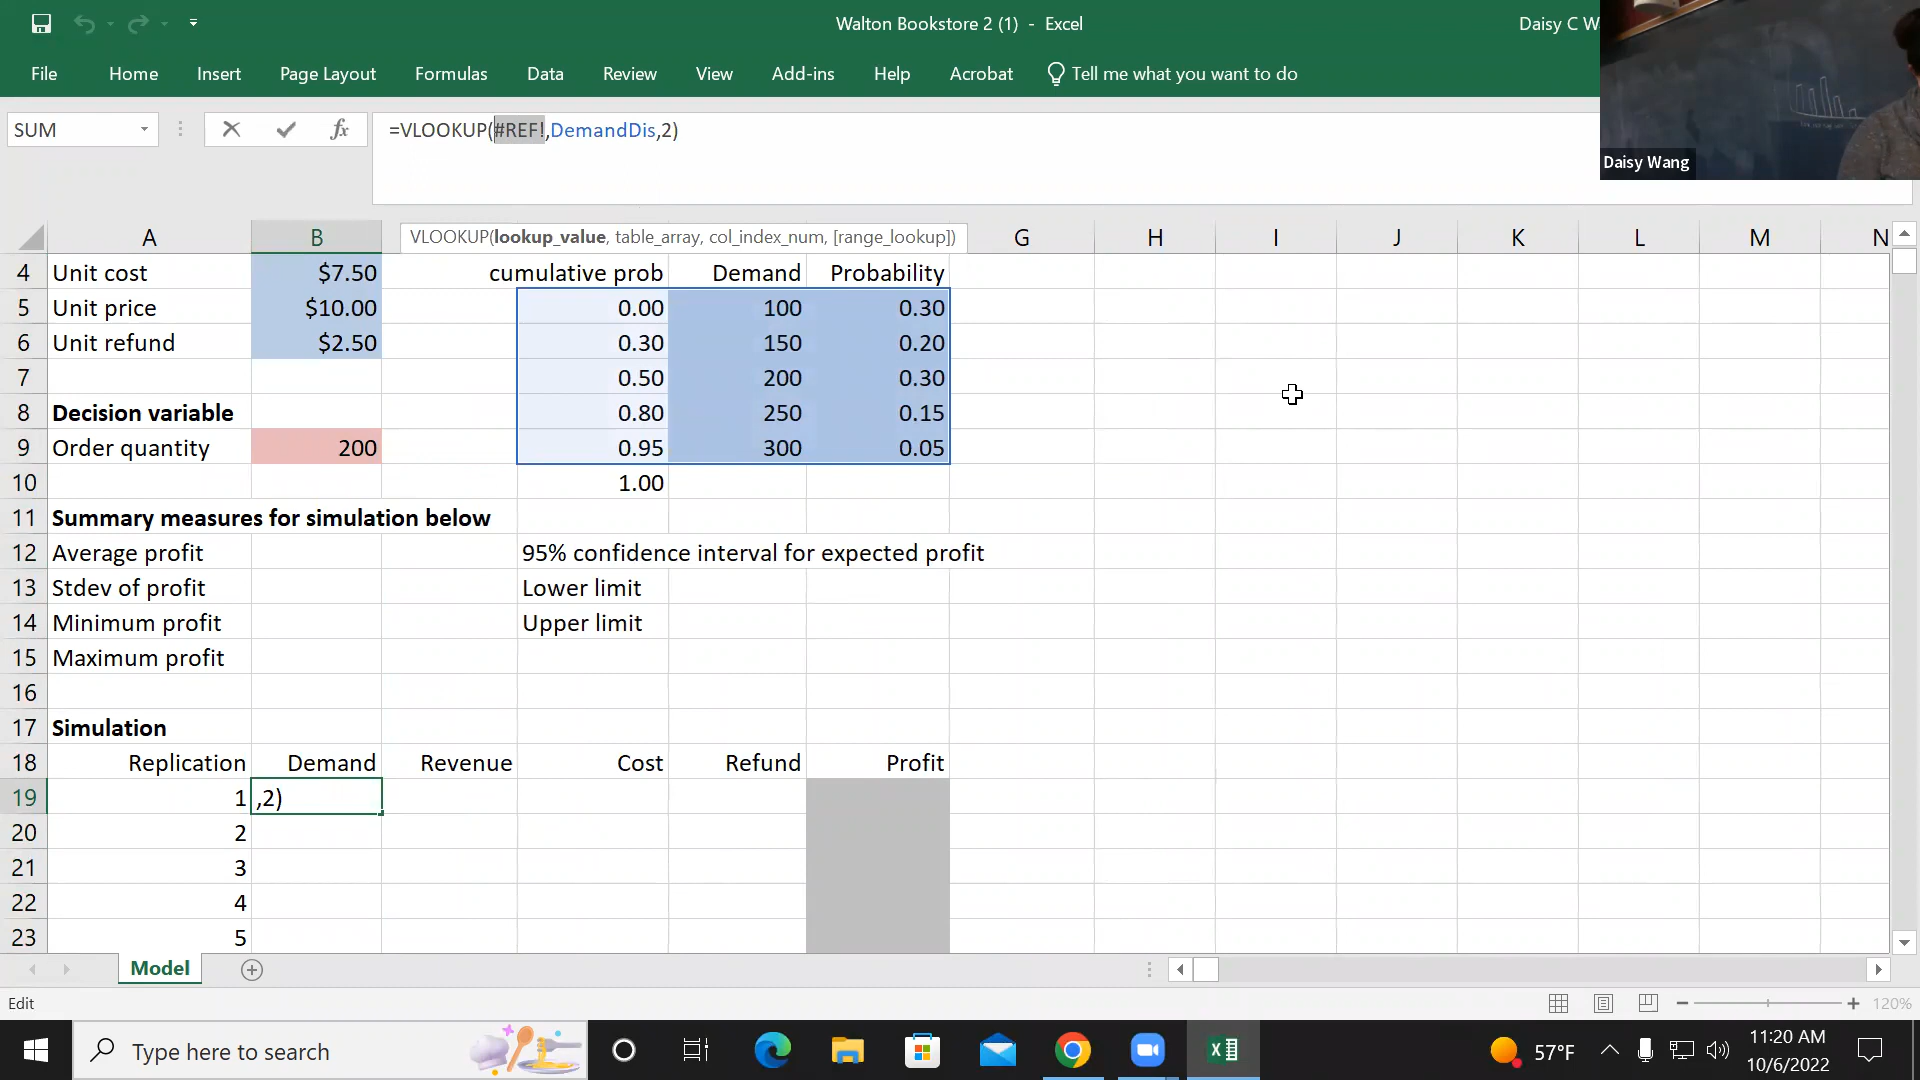 Walton Bookstore 2 (1) - Excel
Daisy C W
File Home Insert Page Layout Formulas Data Review View Add-ins Help Acrobat Tell me what you want to do
SUM
fx
=VLOOKUP(#REF!,DemandDis,2)
Daisy Wang
VLOOKUP(lookup_value, table_array, col_index_num, [range_lookup])
A B G H I J K L M N
4 Unit cost $7.50 cumulative prob Demand Probability
5 Unit price $10.00 0.00 100 0.30
6 Unit refund $2.50 0.30 150 0.20
7 0.50 200 0.30
8 Decision variable 0.80 250 0.15
9 Order quantity 200 0.95 300 0.05
10 1.00
11 Summary measures for simulation below
12 Average profit 95% confidence interval for expected profit
13 Stdev of profit Lower limit
14 Minimum profit Upper limit
15 Maximum profit
16
17 Simulation
18 Replication Demand Revenue Cost Refund Profit
19 1 ,2)
20 2
21 3
22 4
23 5
Model
Edit
120%
Type here to search
57°F
11:20 AM
10/6/2022